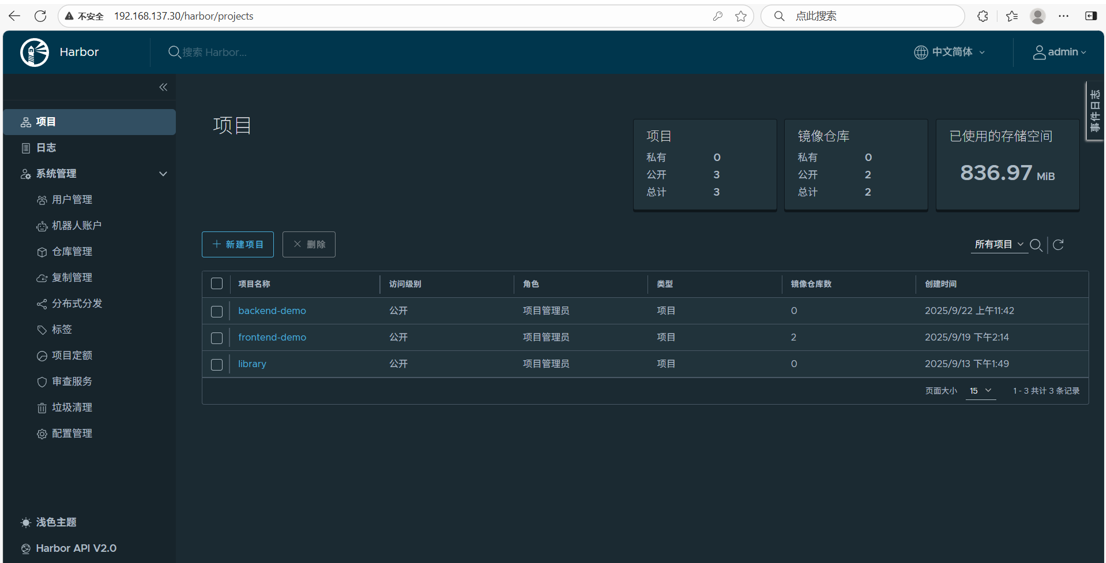 不安全 192.168.137.30/harbor/projects
点此搜索
Harbor
搜索 Harbor...
中文简体
admin
项目
日志
系统管理
用户管理
机器人账户
仓库管理
复制管理
分布式分发
标签
项目定额
审查服务
垃圾清理
配置管理
浅色主题
Harbor API V2.0
项目
项目
私有 0
公开 3
总计 3
镜像仓库
私有 0
公开 2
总计 2
已使用的存储空间
836.97 MiB
事件日志
新建项目
删除
所有项目
项目名称 访问级别 角色 类型 镜像仓库数 创建时间
backend-demo 公开 项目管理员 项目 0 2025/9/22 上午11:42
frontend-demo 公开 项目管理员 项目 2 2025/9/19 下午2:14
library 公开 项目管理员 项目 0 2025/9/13 下午1:49
页面大小 15 1 - 3 共计 3 条记录